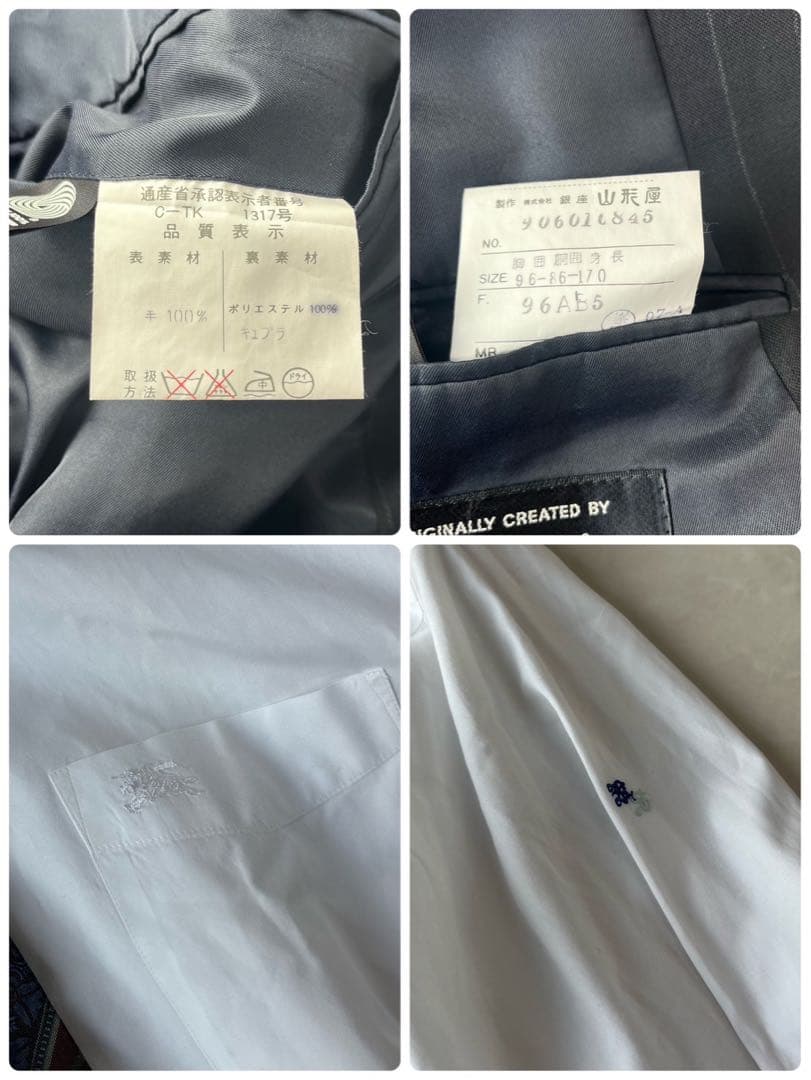 通産省承認表示者番号
C-TK 1317号
品質表示
表素材 裏素材
毛 100% ポリエステル 100%
キュプラ
取扱方法
中
ドライ
製作 株式会社 銀座 山形屋
NO. 906010845
胸囲 胴囲 身長
SIZE 96-86-170
F. 96AB5
MR
ORIGINALLY CREATED BY